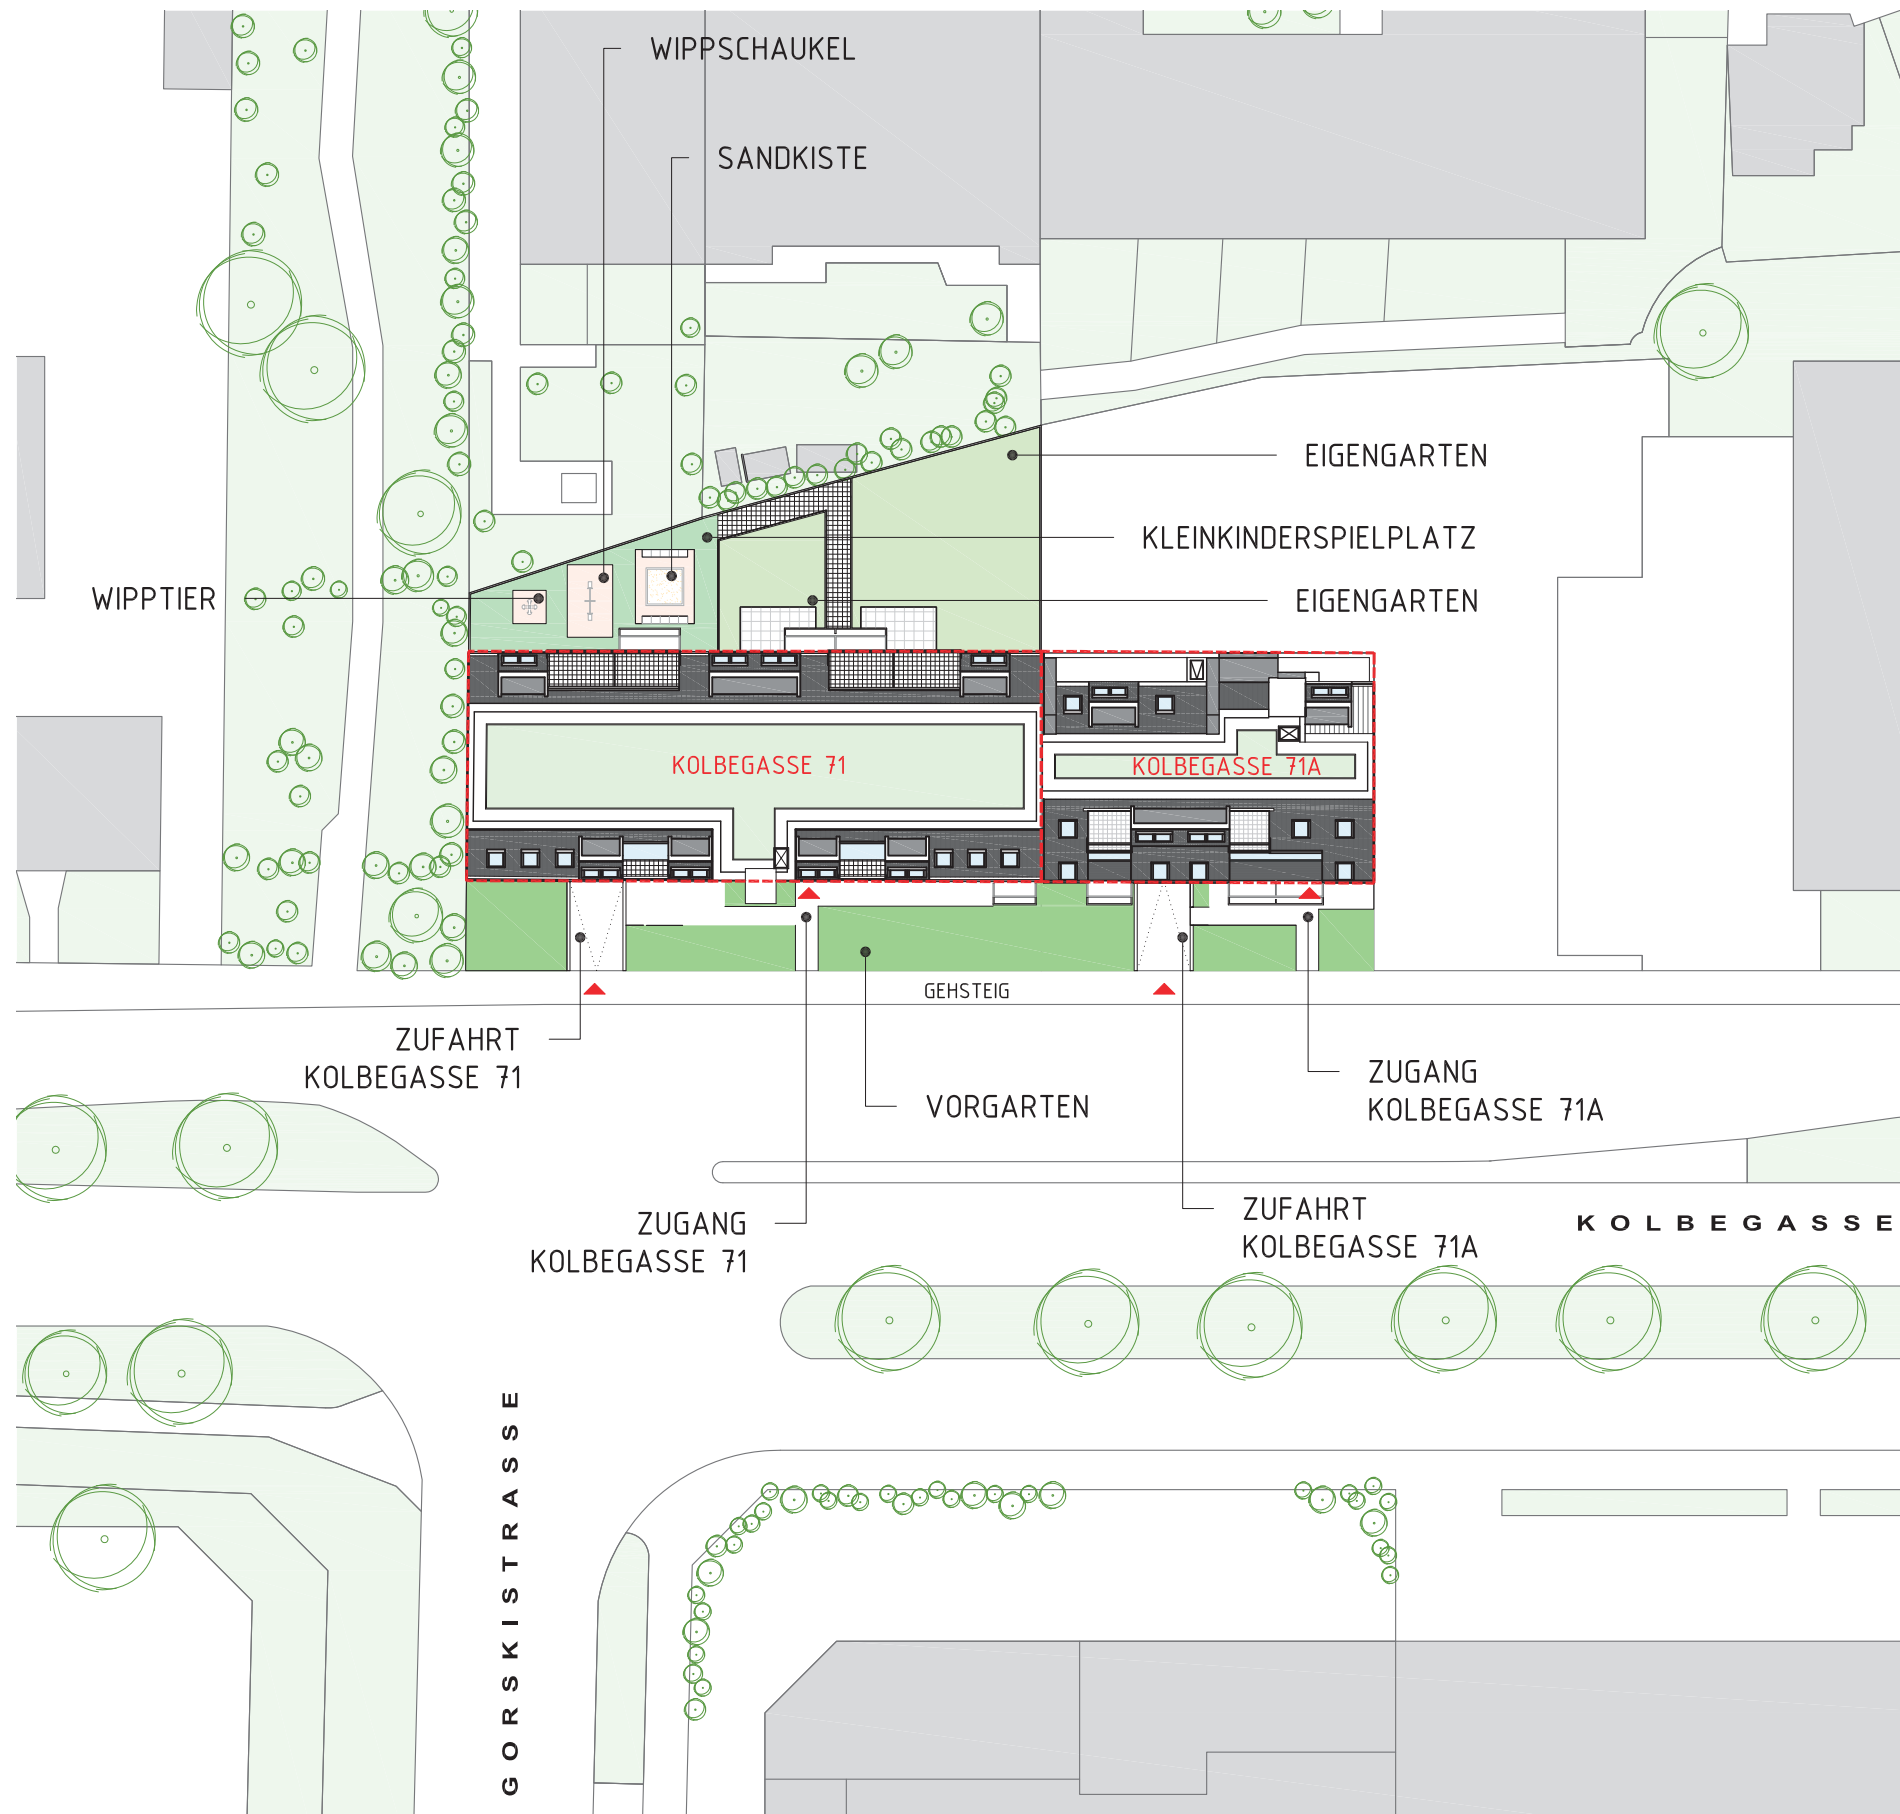 WIPPSCHAUKEL
SANDKISTE
EIGENGARTEN
KLEINKINDERSPIELPLATZ
WIPPTIER
EIGENGARTEN
KOLBEGASSE 71
KOLBEGASSE 71A
GEHSTEIG
ZUFAHRT
KOLBEGASSE 71
ZUGANG
KOLBEGASSE 71A
VORGARTEN
ZUGANG
KOLBEGASSE 71
ZUFAHRT
KOLBEGASSE 71A
KOLBEGASSE
GORSKISTRASSE